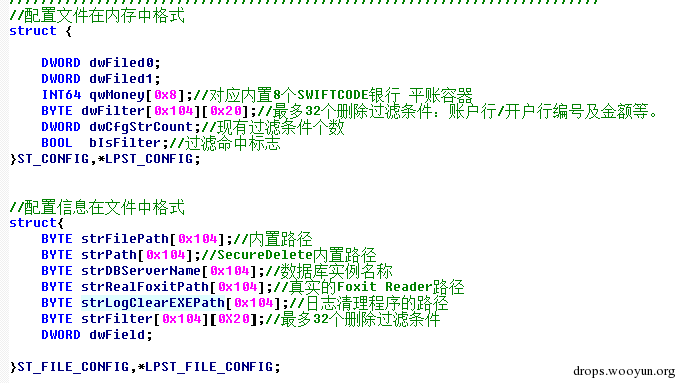 //////////////////////////////////////////////////////////////////////////
//配置文件在内存中格式
struct {
DWORD dwFiled0;
DWORD dwFiled1;
INT64 qwMoney[0x8];//对应内置8个SWIFTCODE银行 平账容器
BYTE dwFilter[0x104][0x20];//最多32个删除过滤条件：账户行/开户行编号及金额等。
DWORD dwCfgStrCount;//现有过滤条件个数
BOOL bIsFilter;//过滤命中标志
}ST_CONFIG,*LPST_CONFIG;
//配置信息在文件中格式
struct{
BYTE strFilePath[0x104];//内置路径
BYTE strPath[0x104];//SecureDelete内置路径
BYTE strDBServerName[0x104];//数据库实例名称
BYTE strRealFoxitPath[0x104];//真实的Foxit Reader路径
BYTE strLogClearEXEPath[0x104];//日志清理程序的路径
BYTE strFilter[0x104][0X20];//最多32个删除过滤条件
DWORD dwField;
}ST_FILE_CONFIG,*LPST_FILE_CONFIG;
drops.wooyun.org